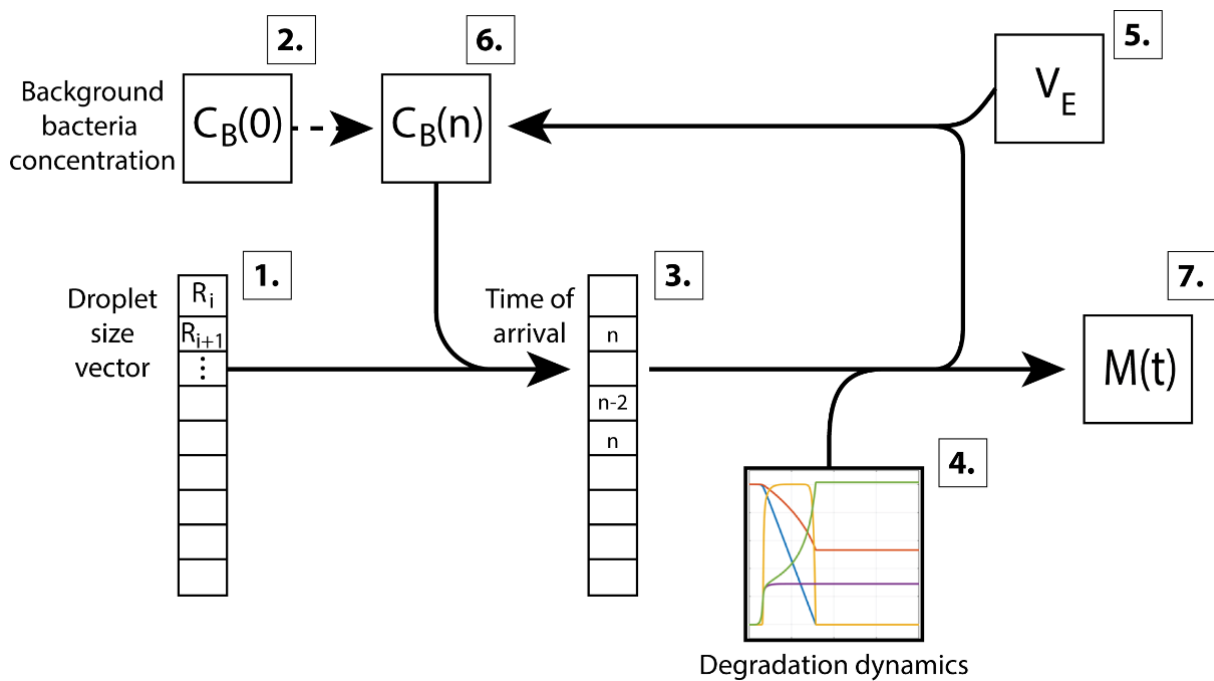 2.
6.
5.
Background
bacteria
concentration
C_B(0)
C_B(n)
V_E
1.
3.
7.
Droplet
size
vector
R_i
R_{i+1}
⋮
Time of
arrival
n
n-2
n
M(t)
4.
Degradation dynamics